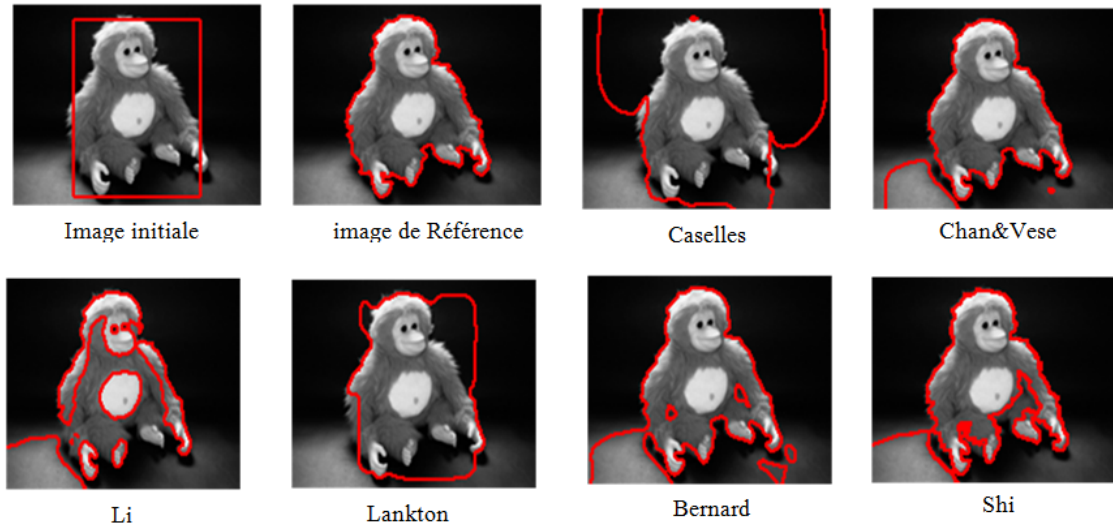 Image initiale
image de Référence
Caselles
Chan&Vese
Li
Lankton
Bernard
Shi